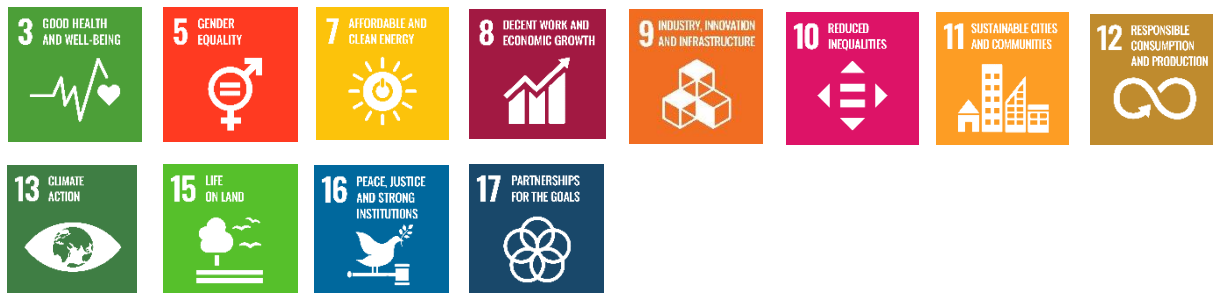 3 GOOD HEALTH
AND WELL-BEING
5 GENDER
EQUALITY
7 AFFORDABLE AND
CLEAN ENERGY
8 DECENT WORK AND
ECONOMIC GROWTH
9 INDUSTRY, INNOVATION
AND INFRASTRUCTURE
10 REDUCED
INEQUALITIES
11 SUSTAINABLE CITIES
AND COMMUNITIES
12 RESPONSIBLE
CONSUMPTION
AND PRODUCTION
13 CLIMATE
ACTION
15 LIFE
ON LAND
16 PEACE, JUSTICE
AND STRONG
INSTITUTIONS
17 PARTNERSHIPS
FOR THE GOALS